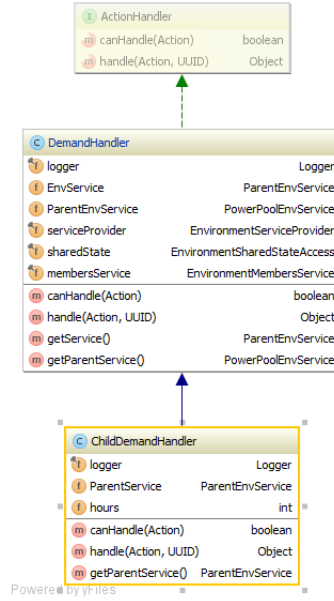 I ActionHandler
m canHandle(Action) boolean
m handle(Action, UUID) Object
C DemandHandler
f logger Logger
f EnvService ParentEnvService
f ParentEnvService PowerPoolEnvService
f serviceProvider EnvironmentServiceProvider
f sharedState EnvironmentSharedStateAccess
f membersService EnvironmentMembersService
m canHandle(Action) boolean
m handle(Action, UUID) Object
m getService() ParentEnvService
m getParentService() PowerPoolEnvService
C ChildDemandHandler
f logger Logger
f ParentService ParentEnvService
f hours int
m canHandle(Action) boolean
m handle(Action, UUID) Object
m getParentService() ParentEnvService
Powered by yFiles